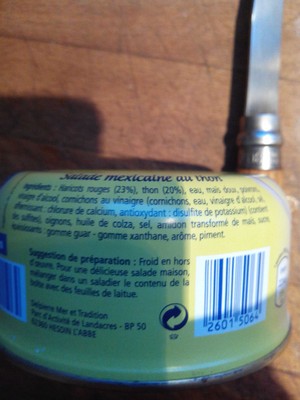 Salade mexicaine au thon
Ingrédients : Haricots rouges (23%), thon (20%), eau, maïs doux, poivrons,
vinaigre d'alcool, cornichons au vinaigre (cornichons, eau, vinaigre d'alcool, sel,
affermissant : chlorure de calcium, antioxydant : disulfite de potassium) (contient
des sulfites), oignons, huile de colza, sel, amidon transformé de maïs, sucre,
épaississants : gomme guar - gomme xanthane, arôme, piment.
Suggestion de préparation : Froid en hors
d'œuvre. Pour une délicieuse salade maison,
mélanger dans un saladier le contenu de la
boîte avec des feuilles de laitue.
Delpierre Mer et Tradition
Parc d'Activité de Landacres - BP 50
62360 HESDIN L'ABBE
2601 5064